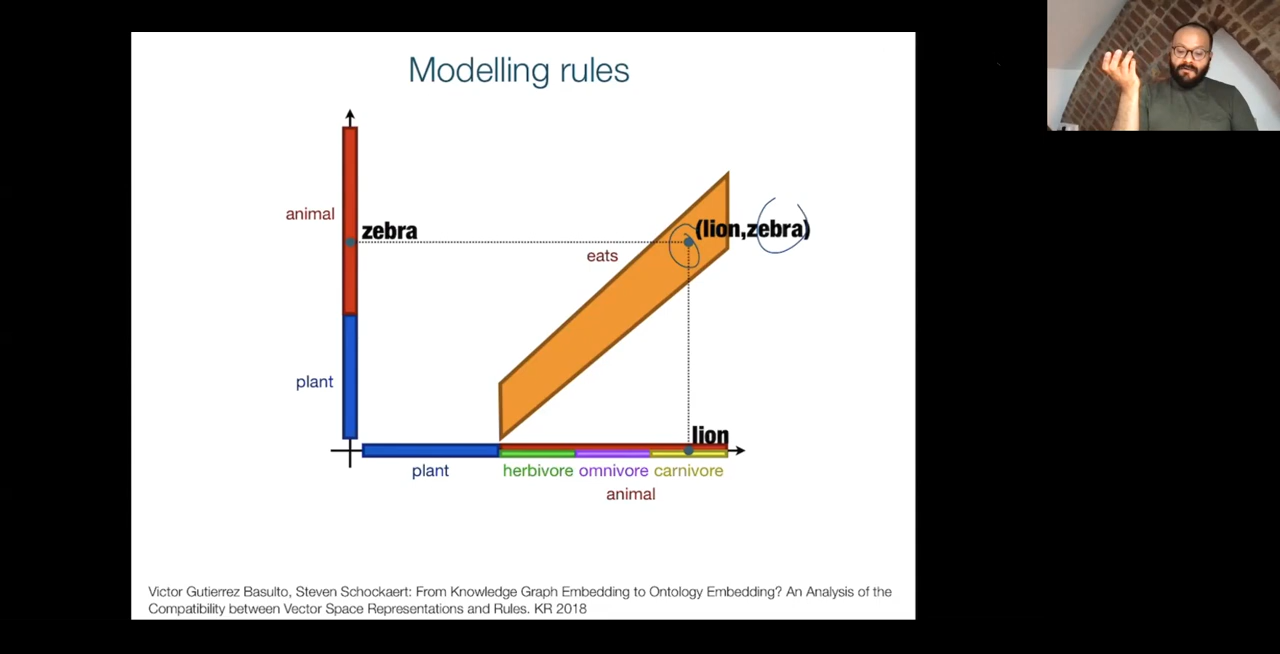 Modelling rules
animal
zebra
(lion,zebra)
eats
plant
lion
plant
herbivore omnivore carnivore
animal
Victor Gutierrez Basulto, Steven Schockaert: From Knowledge Graph Embedding to Ontology Embedding? An Analysis of the
Compatibility between Vector Space Representations and Rules. KR 2018